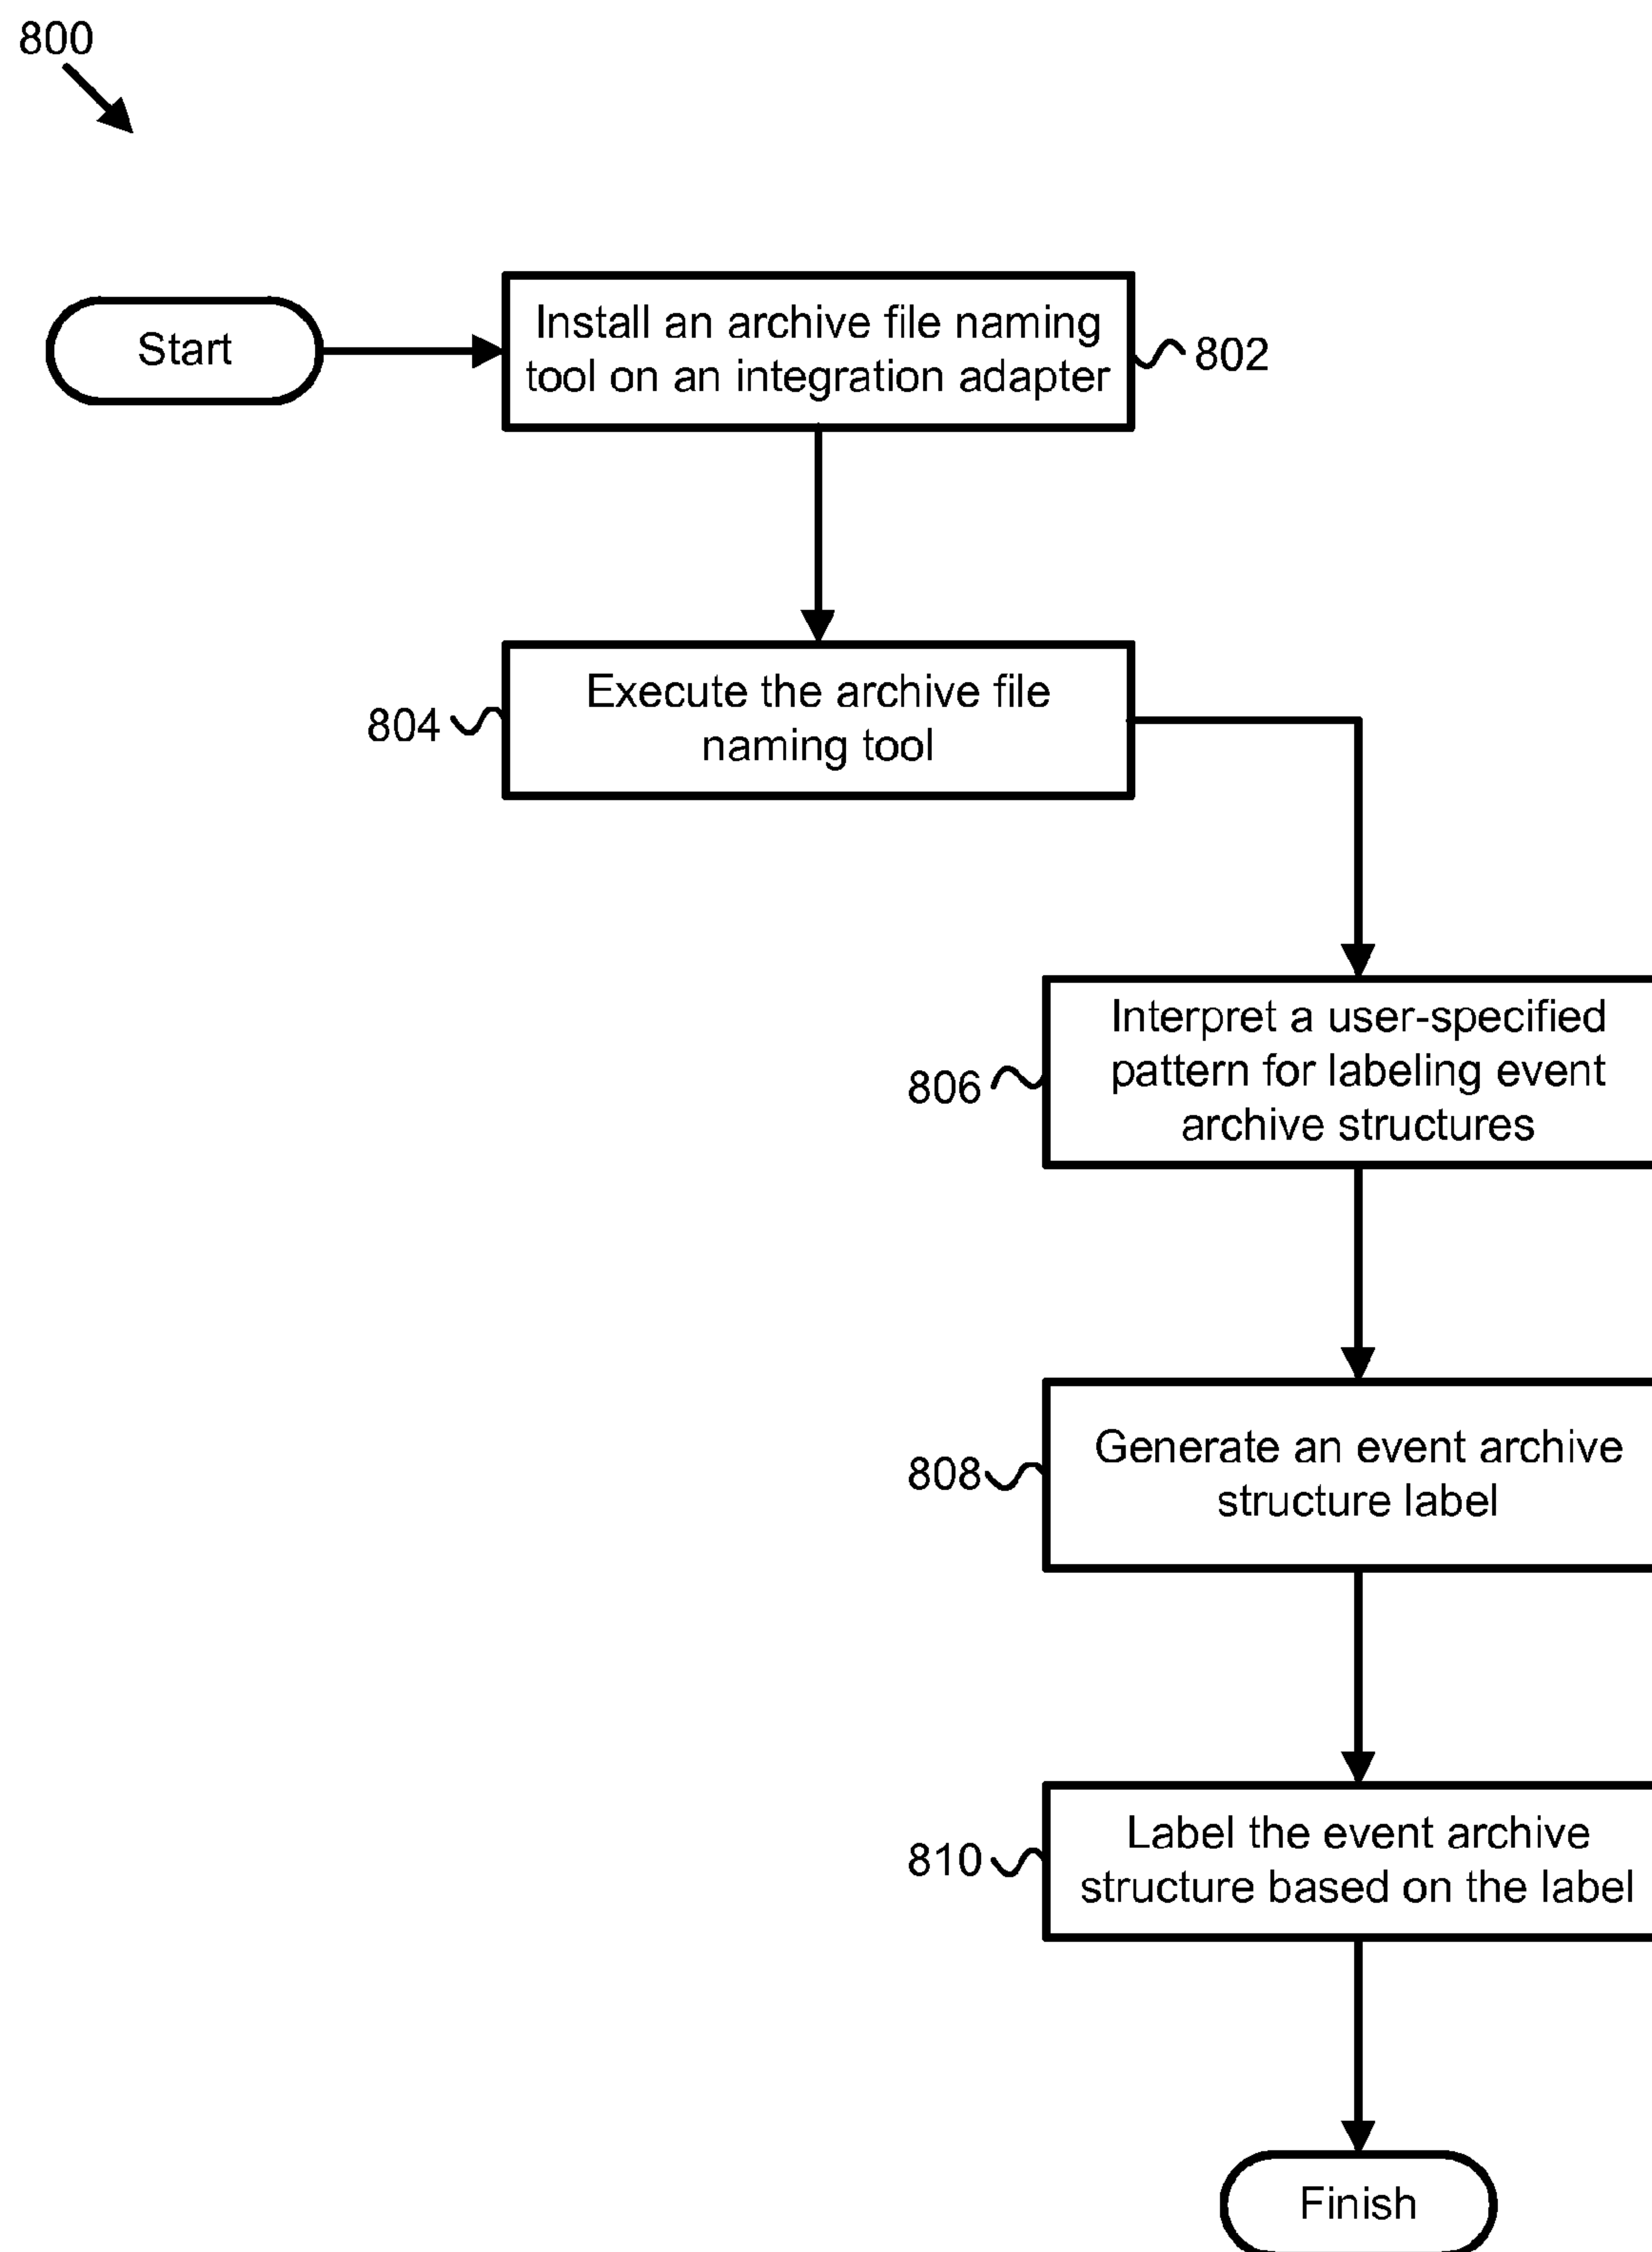 800
Start
Install an archive file naming
tool on an integration adapter
802
804
Execute the archive file
naming tool
806
Interpret a user-specified
pattern for labeling event
archive structures
808
Generate an event archive
structure label
810
Label the event archive
structure based on the label
Finish